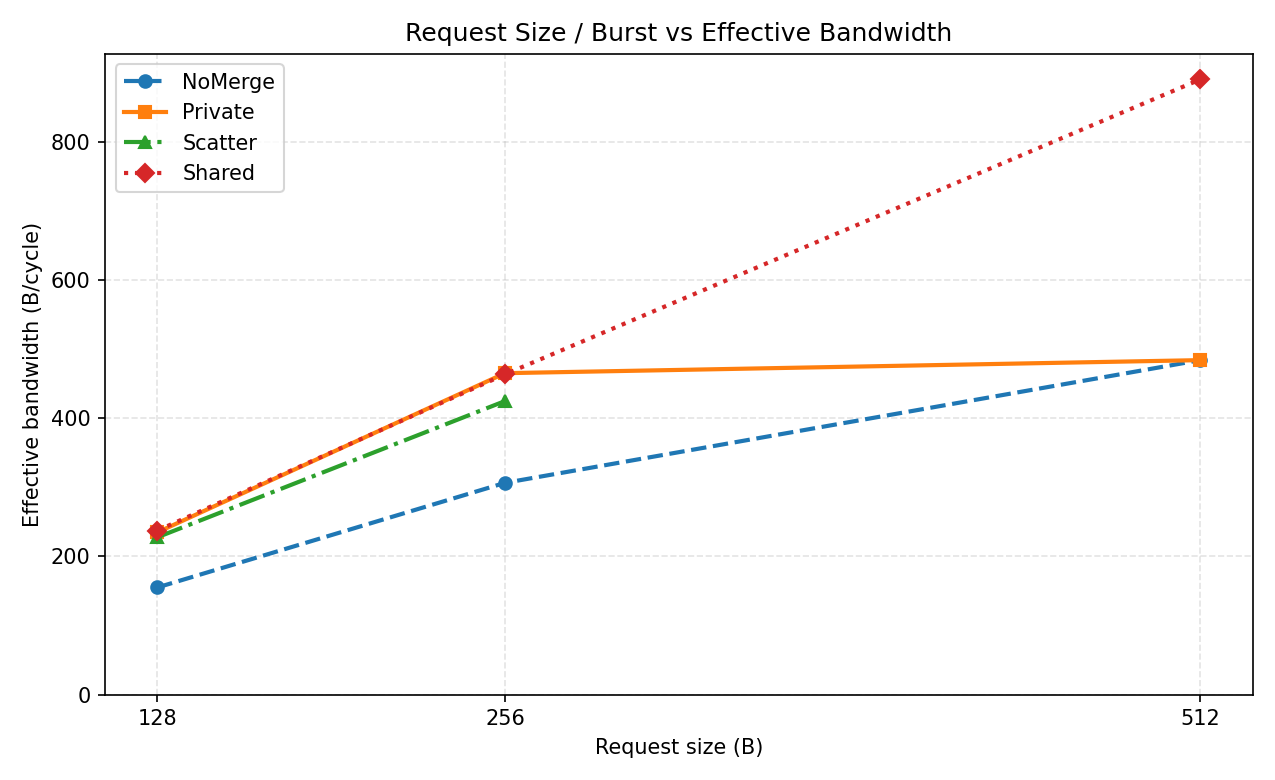 Request Size / Burst vs Effective Bandwidth
NoMerge
Private
Scatter
Shared
Effective bandwidth (B/cycle)
800
600
400
200
0
128 256 512
Request size (B)